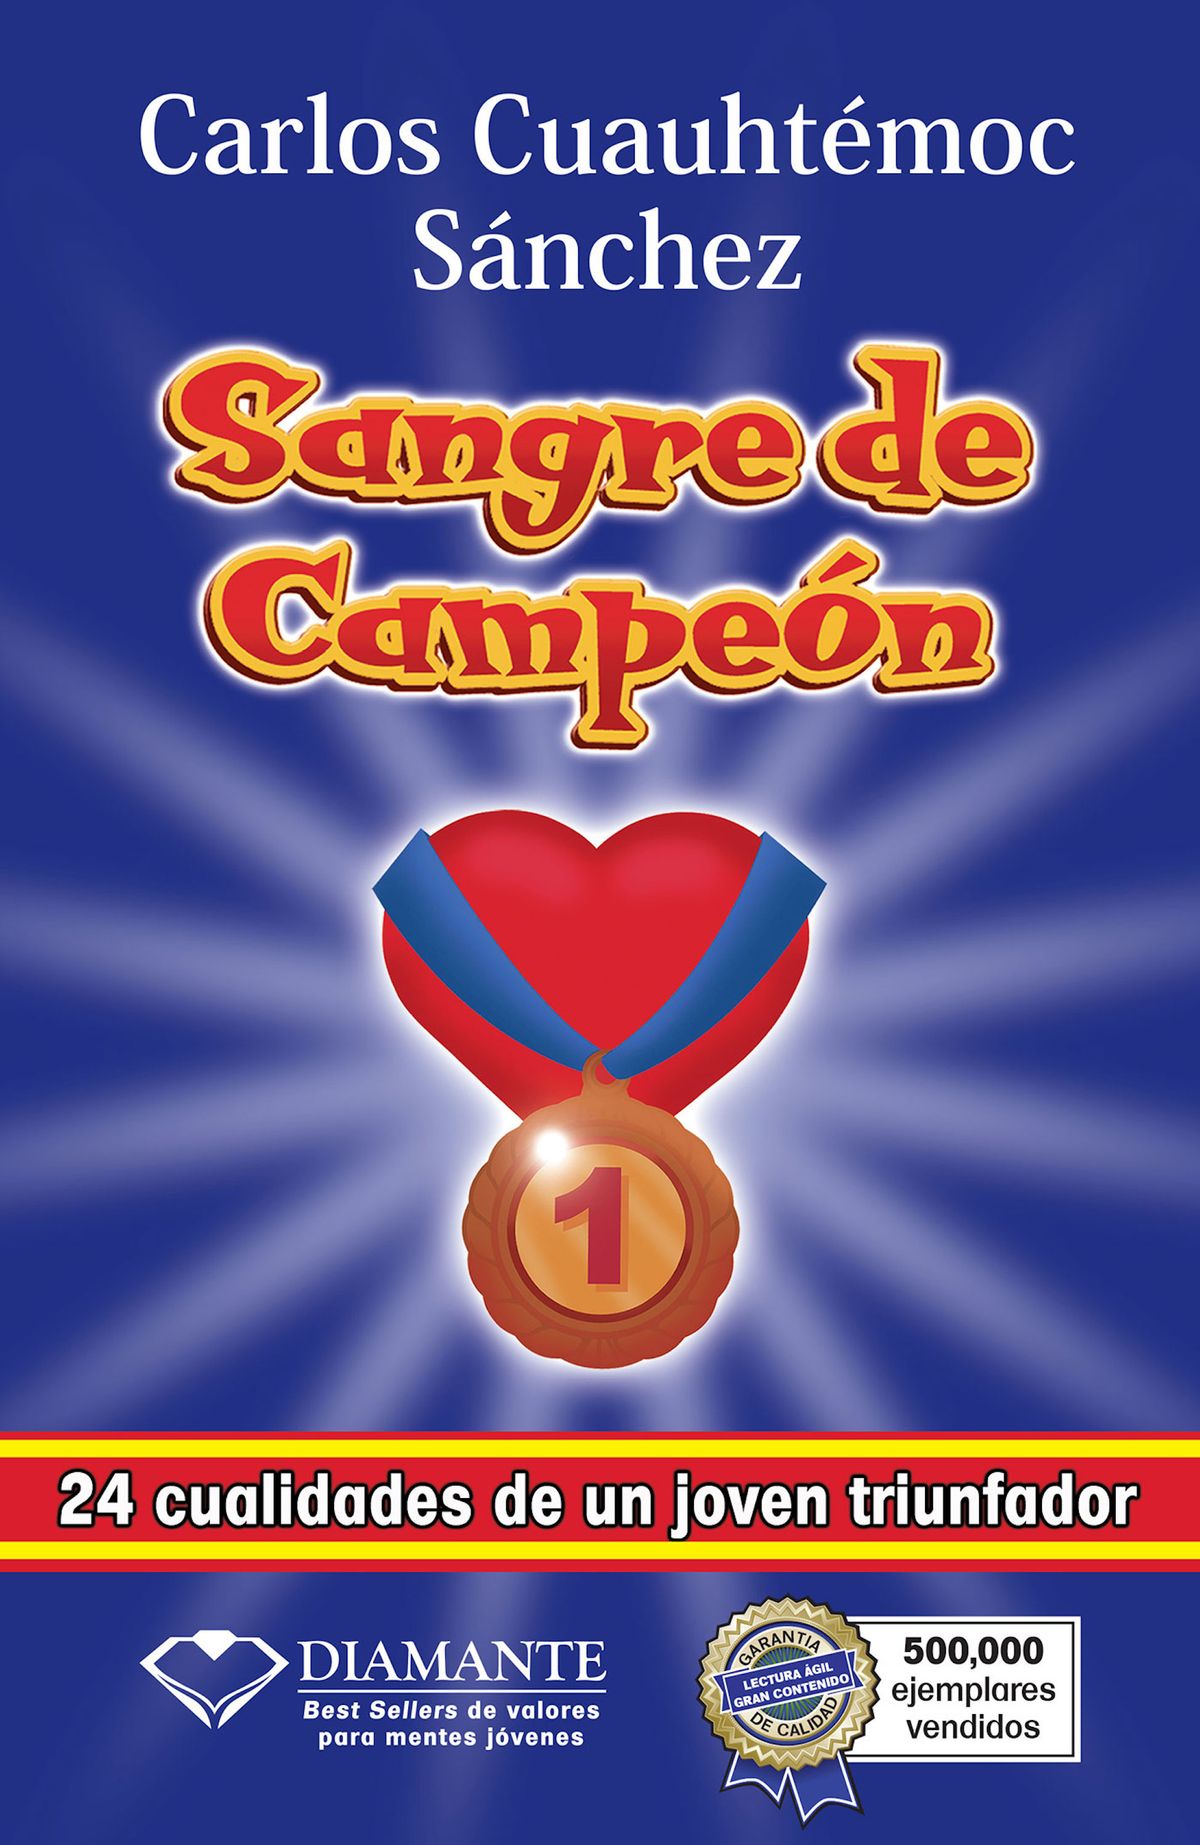 Carlos Cuauhtémoc
Sánchez
Sangre de
Campeón
1
24 cualidades de un joven triunfador
DIAMANTE
Best Sellers de valores
para mentes jóvenes
GARANTIA
LECTURA ÁGIL
GRAN CONTENIDO
DE CALIDAD
500,000
ejemplares
vendidos